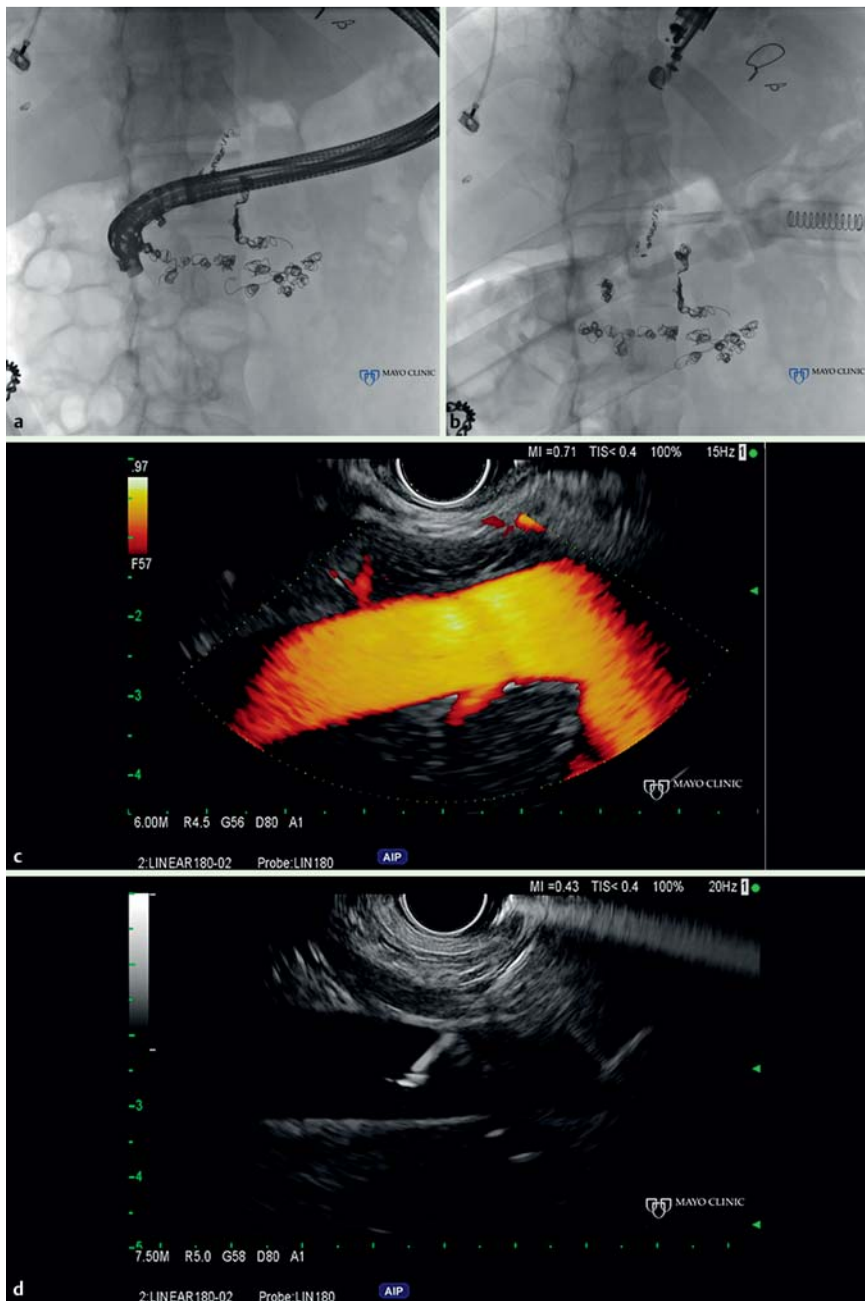 MAYO CLINIC
a
MAYO CLINIC
b
MI =0.71 TIS< 0.4 100% 15Hz 1
.97
F57
-2
-3
-4
MAYO CLINIC
6.00M R4.5 G56 D80 A1
2:LINEAR180-02 Probe:LIN180 AIP
c
MI =0.43 TIS< 0.4 100% 20Hz 1
-3
-4
MAYO CLINIC
-5
7.50M R5.0 G58 D80 A1
2:LINEAR180-02 Probe:LIN180 AIP
d